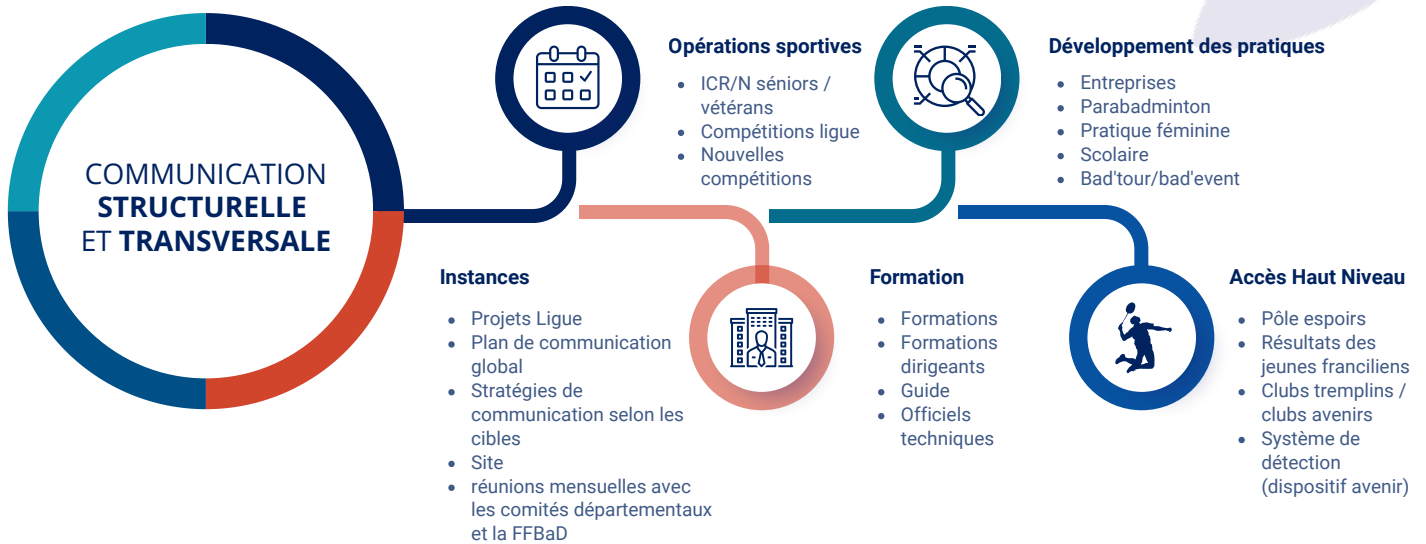 COMMUNICATION
STRUCTURELLE
ET TRANSVERSALE
Opérations sportives
• ICR/N séniors /
vétérans
• Compétitions ligue
• Nouvelles
compétitions
Développement des pratiques
• Entreprises
• Parabadminton
• Pratique féminine
• Scolaire
• Bad'tour/bad'event
Instances
• Projets Ligue
• Plan de communication
global
• Stratégies de
communication selon les
cibles
• Site
• réunions mensuelles avec
les comités départementaux
et la FFBaD
Formation
• Formations
• Formations
dirigeants
• Guide
• Officiels
techniques
Accès Haut Niveau
• Pôle espoirs
• Résultats des
jeunes franciliens
• Clubs tremplins /
clubs avenirs
• Système de
détection
(dispositif avenir)